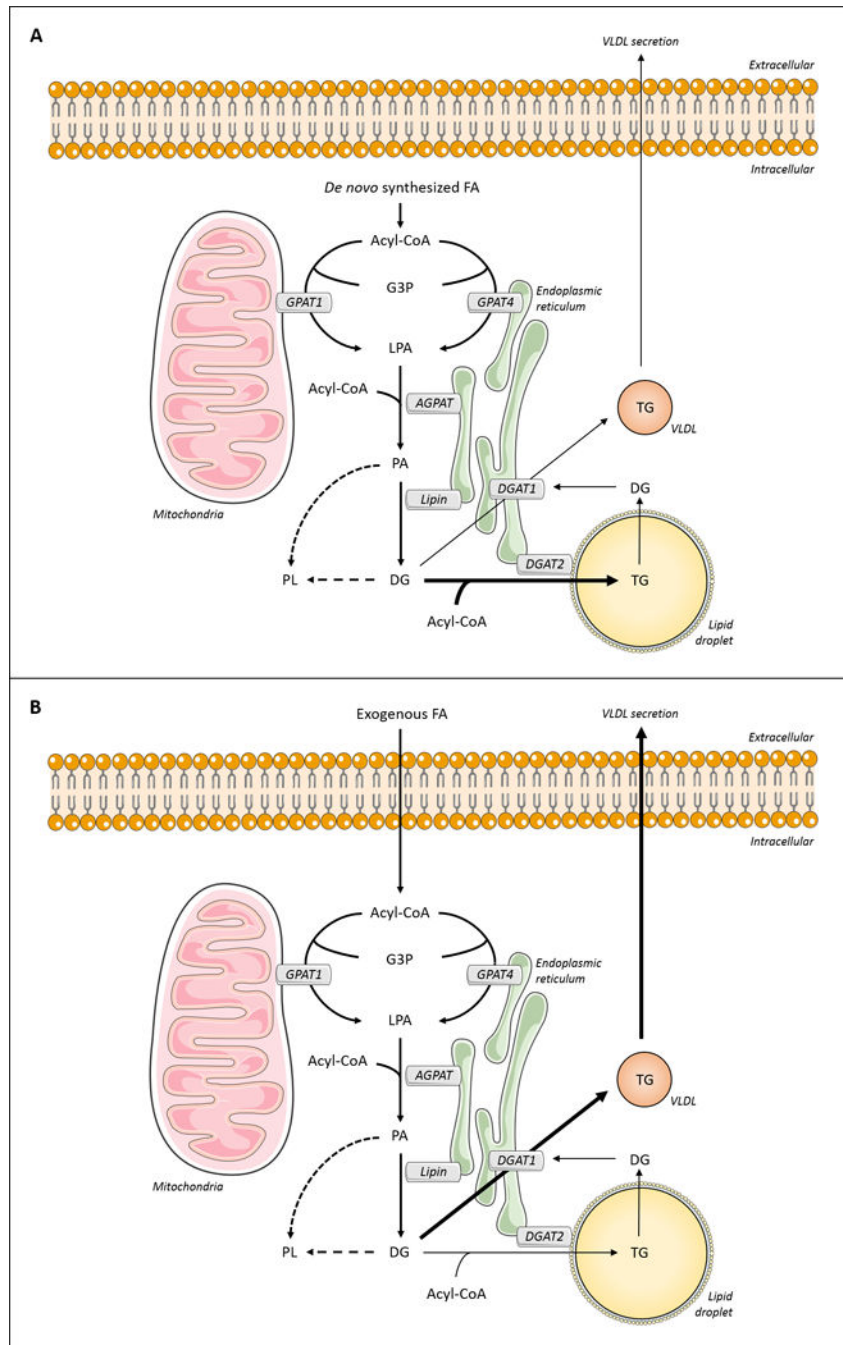 A
VLDL secretion
Extracellular
Intracellular
De novo synthesized FA
Acyl-CoA
G3P
GPAT1
GPAT4
Endoplasmic
reticulum
LPA
Acyl-CoA
AGPAT
TG
VLDL
PA
Mitochondria
Lipin
DGAT1
DG
DGAT2
PL
DG
TG
Acyl-CoA
Lipid
droplet
B
Exogenous FA
VLDL secretion
Extracellular
Intracellular
Acyl-CoA
G3P
GPAT1
GPAT4
Endoplasmic
reticulum
LPA
Acyl-CoA
AGPAT
TG
VLDL
PA
Mitochondria
Lipin
DGAT1
DG
DGAT2
PL
DG
TG
Acyl-CoA
Lipid
droplet